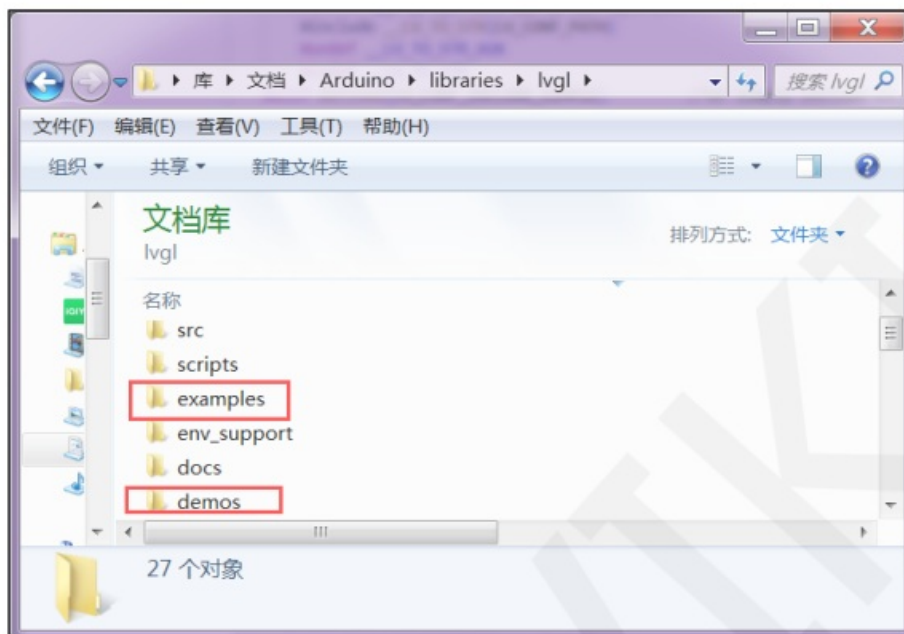 库 文档 Arduino libraries lvgl 搜索 lvgl
文件(F) 编辑(E) 查看(V) 工具(T) 帮助(H)
组织 共享 新建文件夹
文档库
lvgl
排列方式: 文件夹
名称
src
scripts
examples
env_support
docs
demos
27 个对象